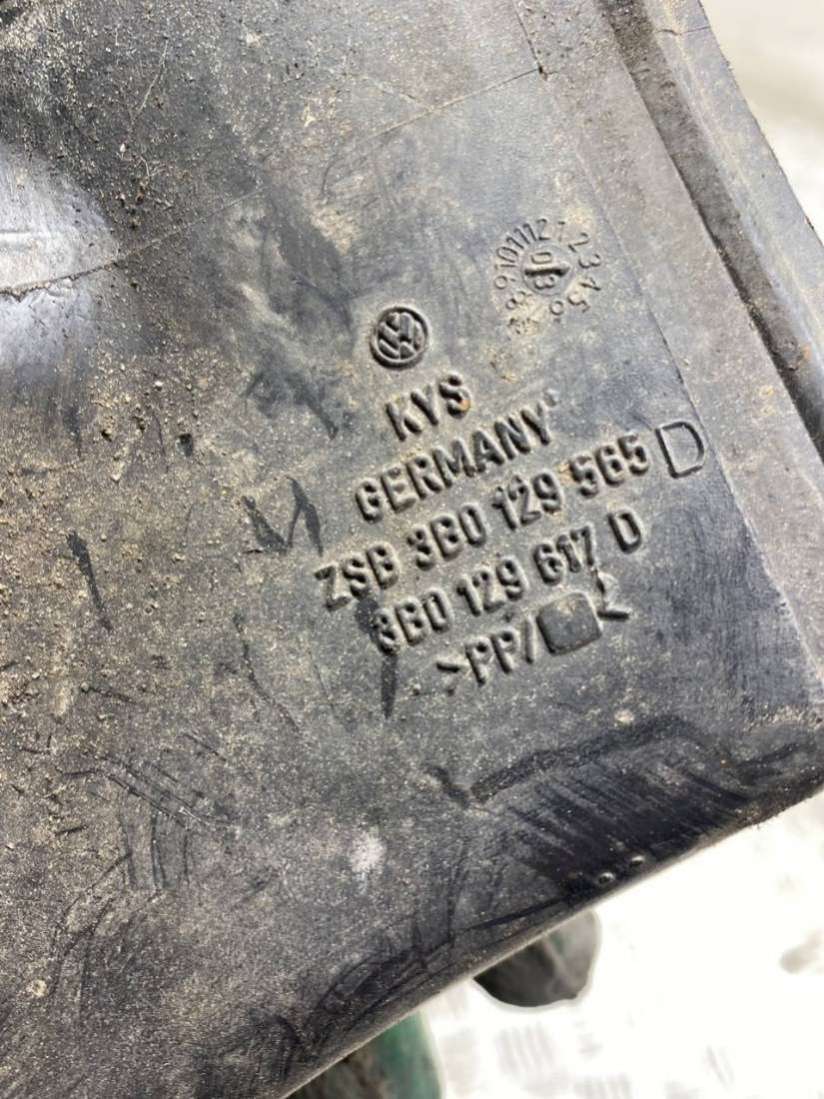 KYS
GERMANY
ZSB 3B0 129 565 D
3B0 129 617 D
>PP/